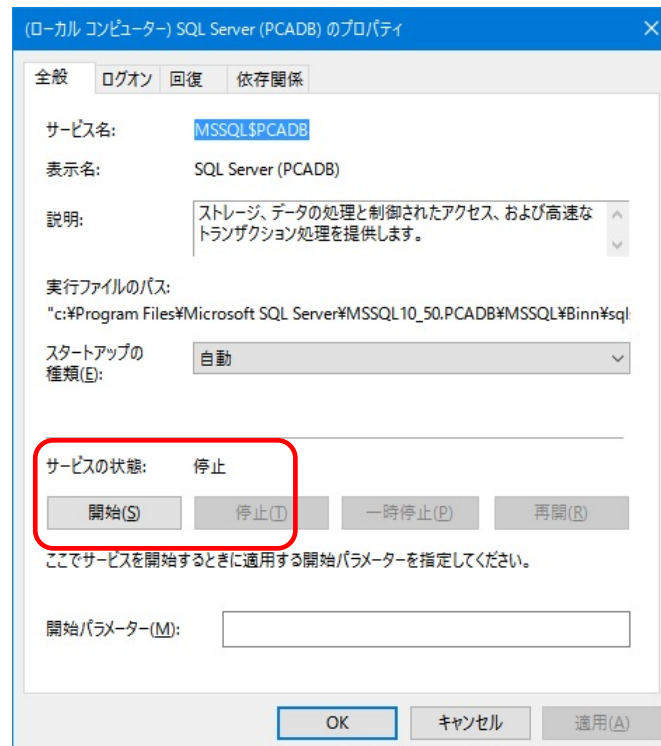 (ローカル コンピューター) SQL Server (PCADB) のプロパティ
全般 ログオン 回復 依存関係
サービス名: MSSQL$PCADB
表示名: SQL Server (PCADB)
説明: ストレージ、データの処理と制御されたアクセス、および高速な
トランザクション処理を提供します。
実行ファイルのパス:
"c:¥Program Files¥Microsoft SQL Server¥MSSQL10_50.PCADB¥MSSQL¥Binn¥sql
スタートアップの
種類(E): 自動
サービスの状態: 停止
開始(S) 停止(T) 一時停止(P) 再開(R)
ここでサービスを開始するときに適用する開始パラメーターを指定してください。
開始パラメーター(M):
OK キャンセル 適用(A)